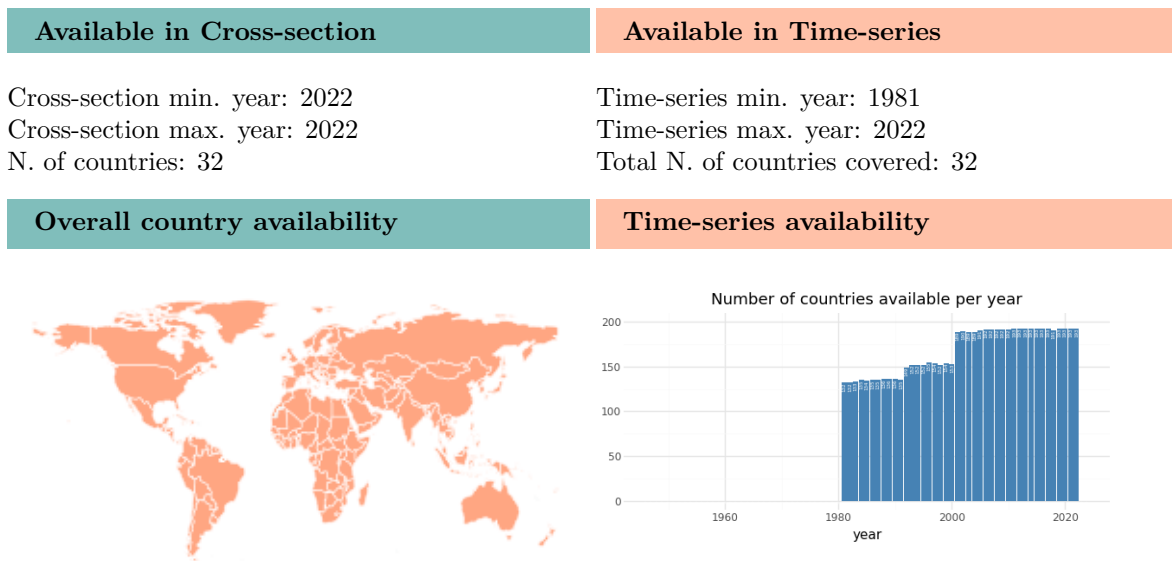 Available in Cross-section
Available in Time-series
Cross-section min. year: 2022
Cross-section max. year: 2022
N. of countries: 32
Time-series min. year: 1981
Time-series max. year: 2022
Total N. of countries covered: 32
Overall country availability
Time-series availability
Number of countries available per year
200
150
100
50
0
1960
1980
2000
2020
year